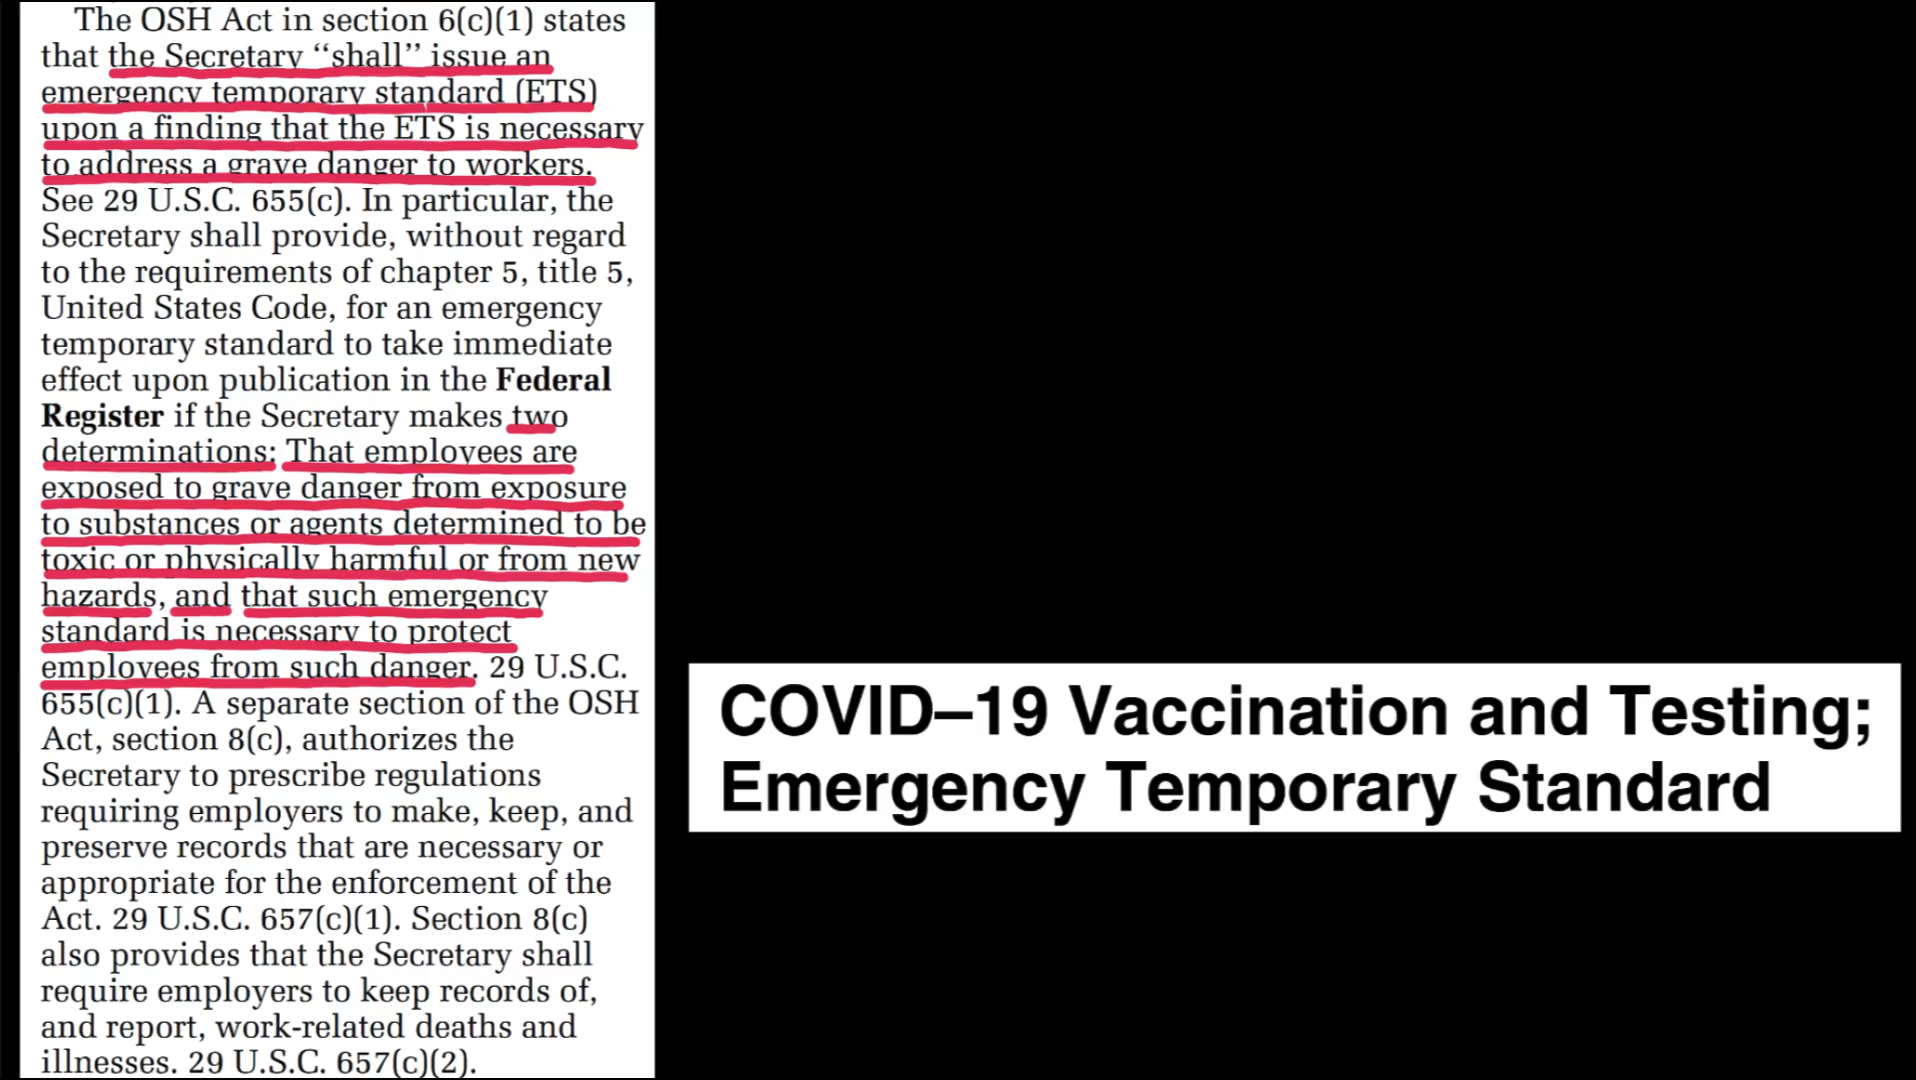 The OSH Act in section 6(c)(1) states
that the Secretary ‘‘shall’’ issue an
emergency temporary standard (ETS)
upon a finding that the ETS is necessary
to address a grave danger to workers.
See 29 U.S.C. 655(c). In particular, the
Secretary shall provide, without regard
to the requirements of chapter 5, title 5,
United States Code, for an emergency
temporary standard to take immediate
effect upon publication in the Federal
Register if the Secretary makes two
determinations: That employees are
exposed to grave danger from exposure
to substances or agents determined to be
toxic or physically harmful or from new
hazards, and that such emergency
standard is necessary to protect
employees from such danger. 29 U.S.C.
655(c)(1). A separate section of the OSH
Act, section 8(c), authorizes the
Secretary to prescribe regulations
requiring employers to make, keep, and
preserve records that are necessary or
appropriate for the enforcement of the
Act. 29 U.S.C. 657(c)(1). Section 8(c)
also provides that the Secretary shall
require employers to keep records of,
and report, work-related deaths and
illnesses. 29 U.S.C. 657(c)(2).
COVID–19 Vaccination and Testing;
Emergency Temporary Standard